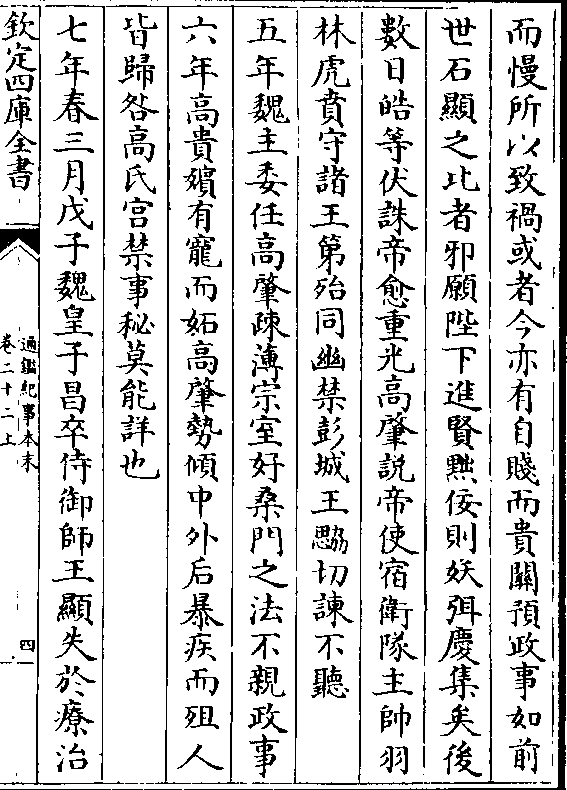 而慢所以致禍或者今亦有自賤而貴關預政事如前
世石顯之比者邪願陛下進賢黜佞則妖弭慶集矣後
數日皓等伏誅帝愈重光高肇説帝使宿衛隊主帥羽
林虎賁守諸王第殆同幽禁彭城王勰切諫不聽
五年魏主委任高肇疎薄宗室好桑門之法不親政事
六年高貴嬪有寵而妬高肇勢傾中外后暴疾而殂人
皆歸咎高氏宫禁事秘莫能詳也
七年春三月戊子魏皇子昌卒侍御師王顯失於療治
欽定四庫全書
通鑑紀事本末
卷二十二上
四